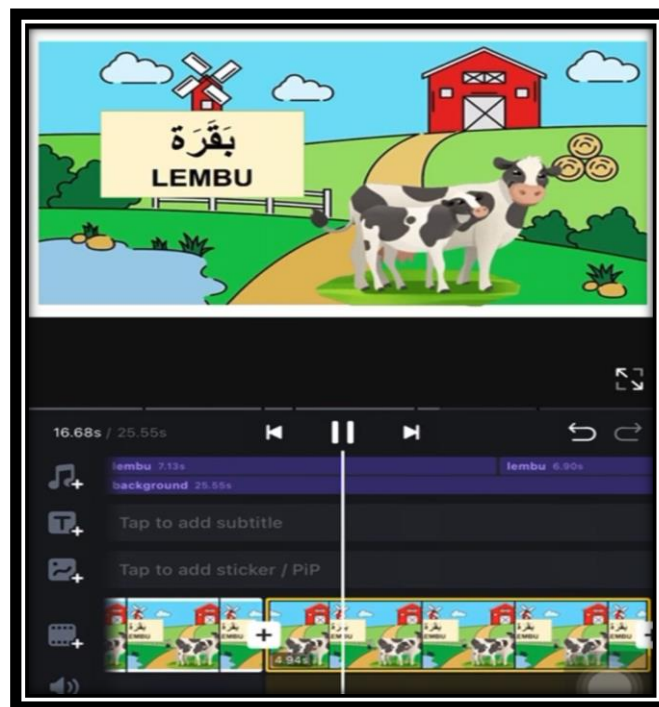 بَقَرَة
LEMBU
16.68s / 25.55s
lembu 7.13s
lembu 6.90s
background 25.55s
Tap to add subtitle
Tap to add sticker / PiP
4.94s